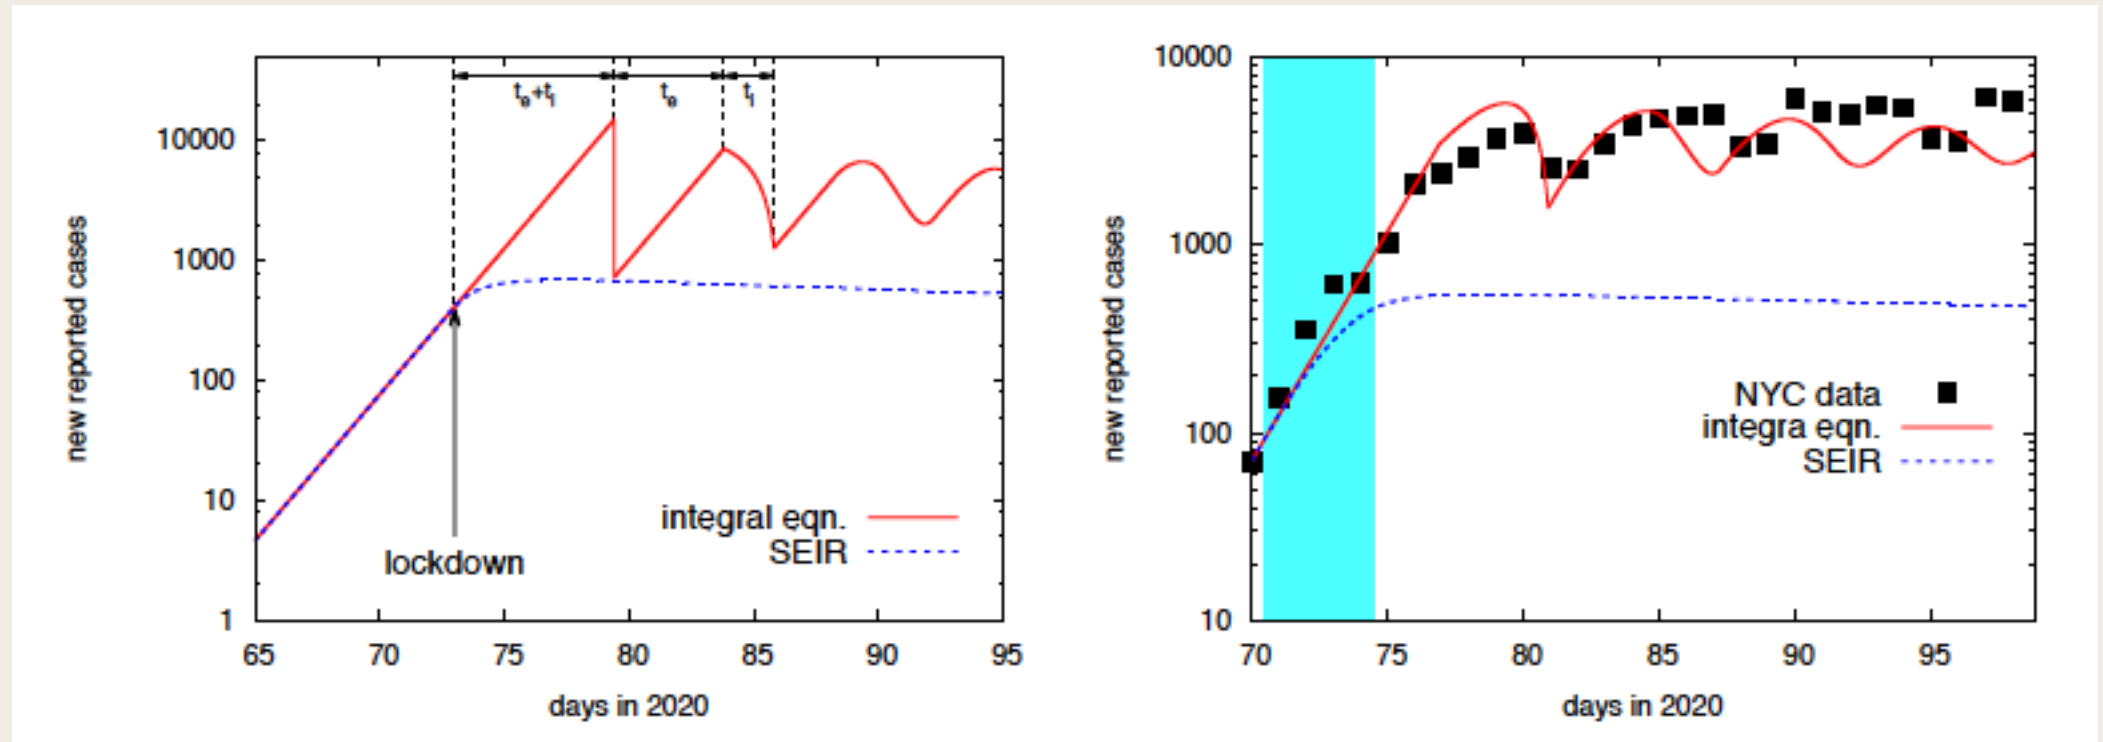 tₑ+tᵢ tₑ tᵢ
10000
1000
100
10
1
new reported cases
lockdown
integral eqn.
SEIR
65 70 75 80 85 90 95
days in 2020
10000
1000
100
10
new reported cases
NYC data
integra eqn.
SEIR
70 75 80 85 90 95
days in 2020